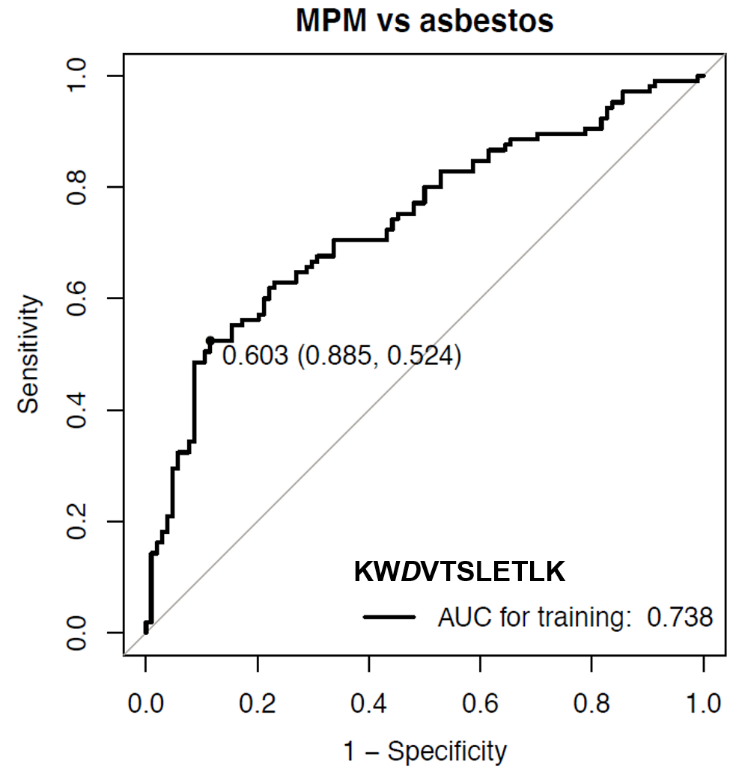 MPM vs asbestos
Sensitivity
1.0
0.8
0.6
0.4
0.2
0.0
0.603 (0.885, 0.524)
KWDVTSLETLK
AUC for training: 0.738
0.0 0.2 0.4 0.6 0.8 1.0
1 − Specificity